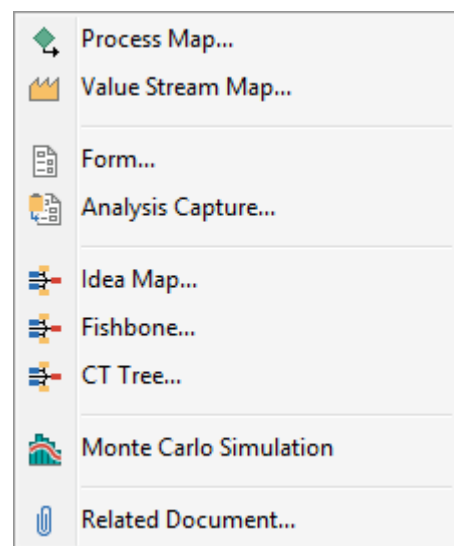 Process Map...
Value Stream Map...
Form...
Analysis Capture...
Idea Map...
Fishbone...
CT Tree...
Monte Carlo Simulation
Related Document...